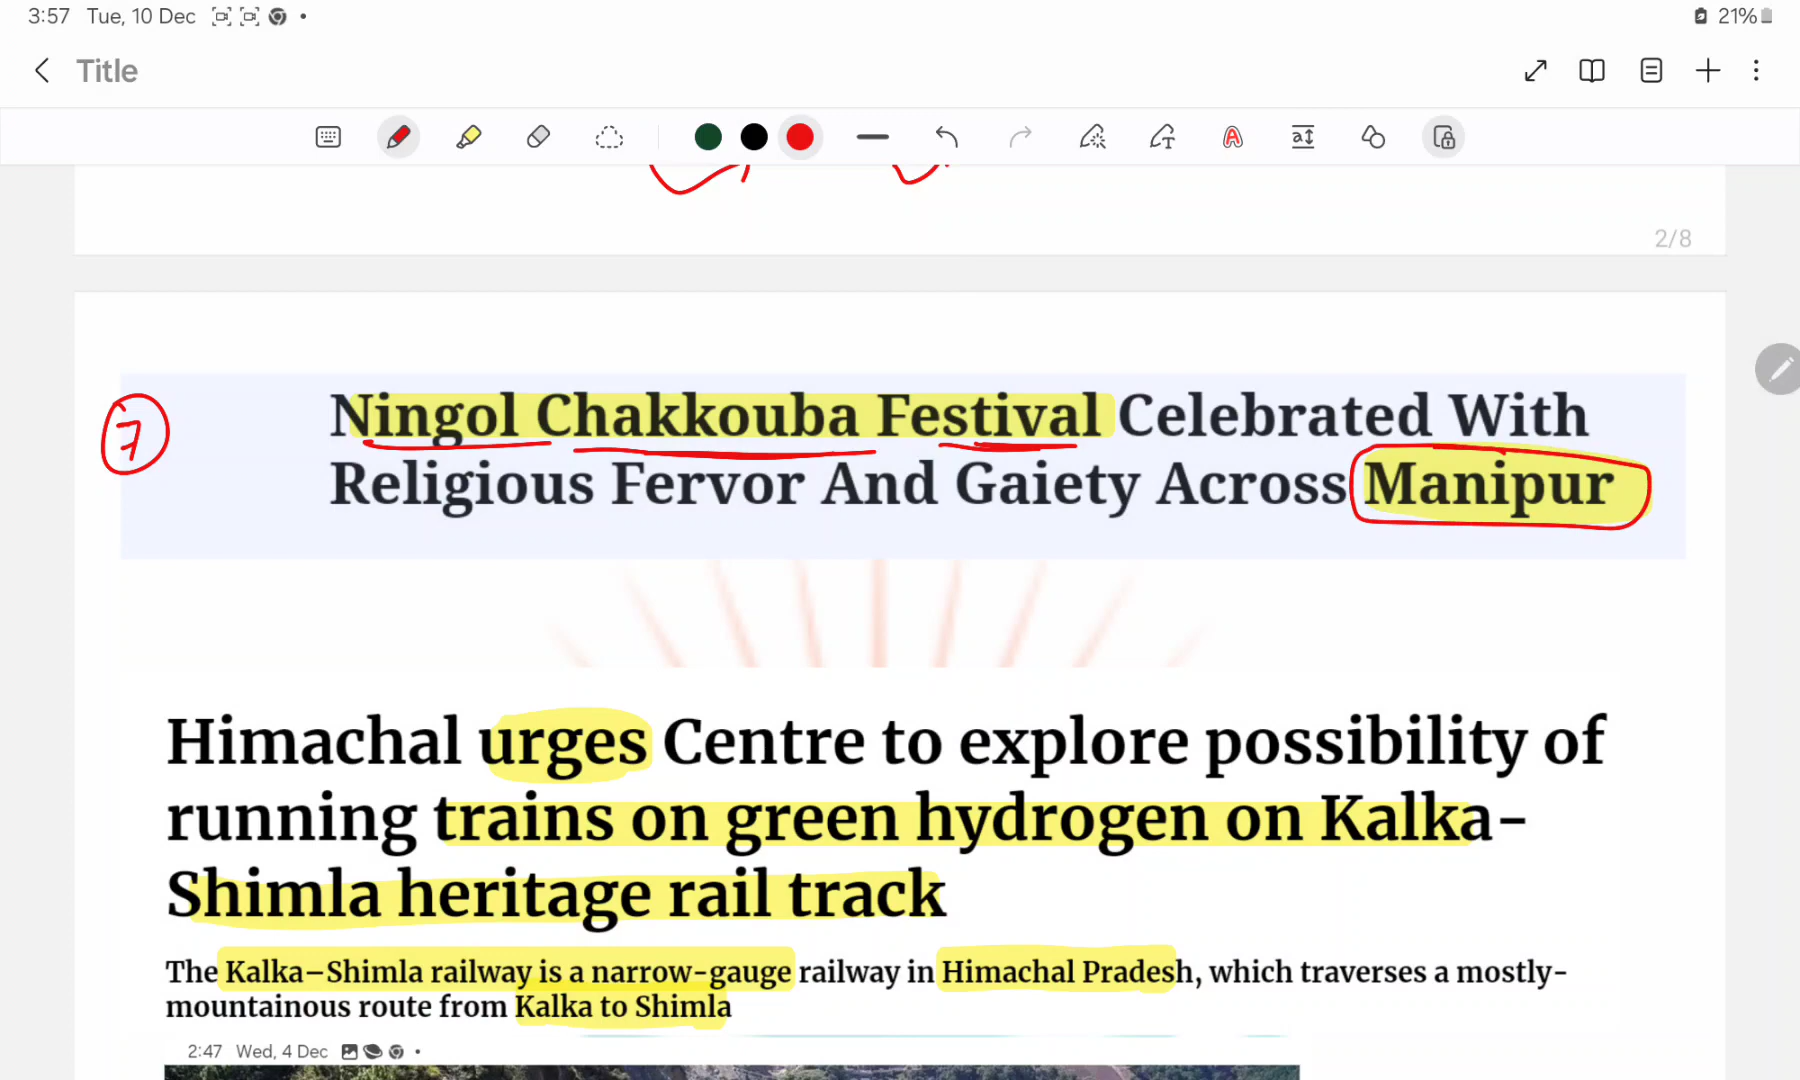 3:57 Tue, 10 Dec
21%
Title
2/8
7
Ningol Chakkouba Festival Celebrated With
Religious Fervor And Gaiety Across Manipur
Himachal urges Centre to explore possibility of
running trains on green hydrogen on Kalka-
Shimla heritage rail track
The Kalka–Shimla railway is a narrow-gauge railway in Himachal Pradesh, which traverses a mostly-
mountainous route from Kalka to Shimla
2:47 Wed, 4 Dec